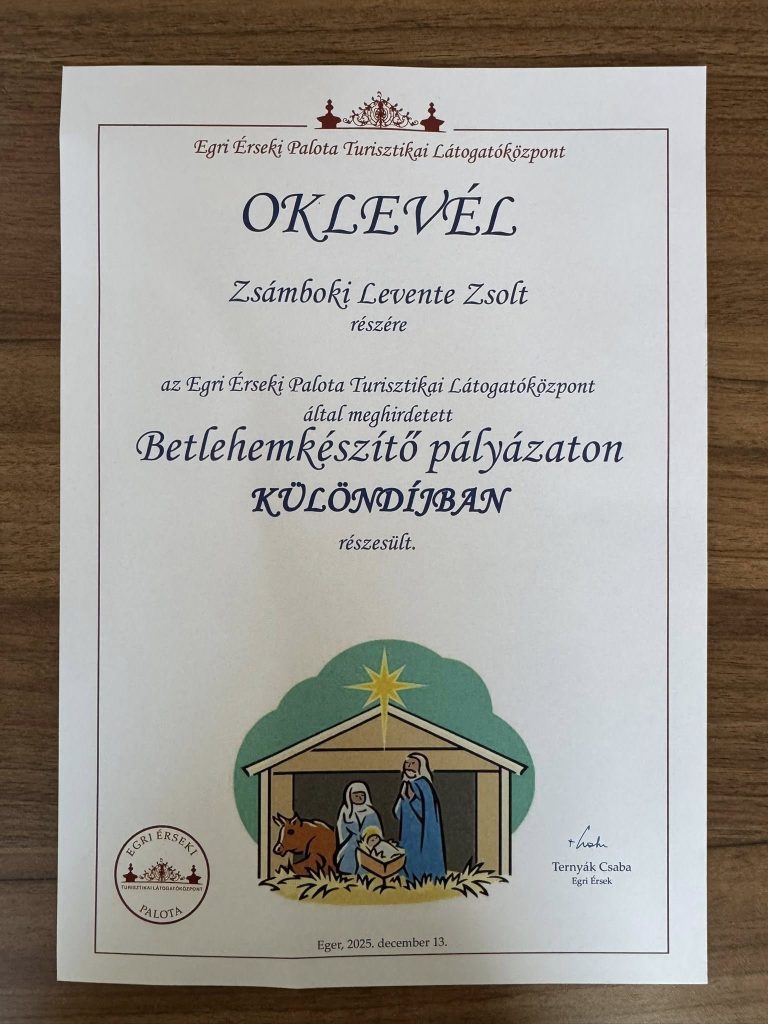 Egri Érseki Palota Turisztikai Látogatóközpont
OKLEVÉL
Zsámboki Levente Zsolt
részére
az Egri Érseki Palota Turisztikai Látogatóközpont
által meghirdetett
Betlehemkészítő pályázaton
KÜLÖNDÍJBAN
részesült.
EGRI ÉRSEKI
TURISZTIKAI LÁTOGATÓKÖZPONT
PALOTA
Ternyák Csaba
Egri Érsek
Eger, 2025. december 13.